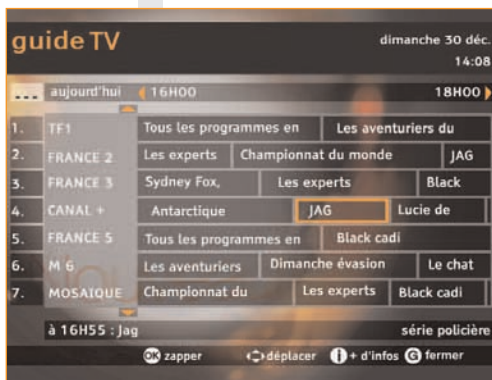 guide TV
dimanche 30 déc.
14:08
--- aujourd'hui 16H00 18H00
1. TF1 Tous les programmes en Les aventuriers du
2. FRANCE 2 Les experts Championnat du monde JAG
3. FRANCE 3 Sydney Fox, Les experts Black
4. CANAL + Antarctique JAG Lucie de
5. FRANCE 5 Tous les programmes en Black cadi
6. M 6 Les aventuriers Dimanche évasion Le chat
7. MOSAIQUE Championnat du Les experts Black cadi
à 16H55 : Jag série policière
OK zapper déplacer i + d'infos G fermer